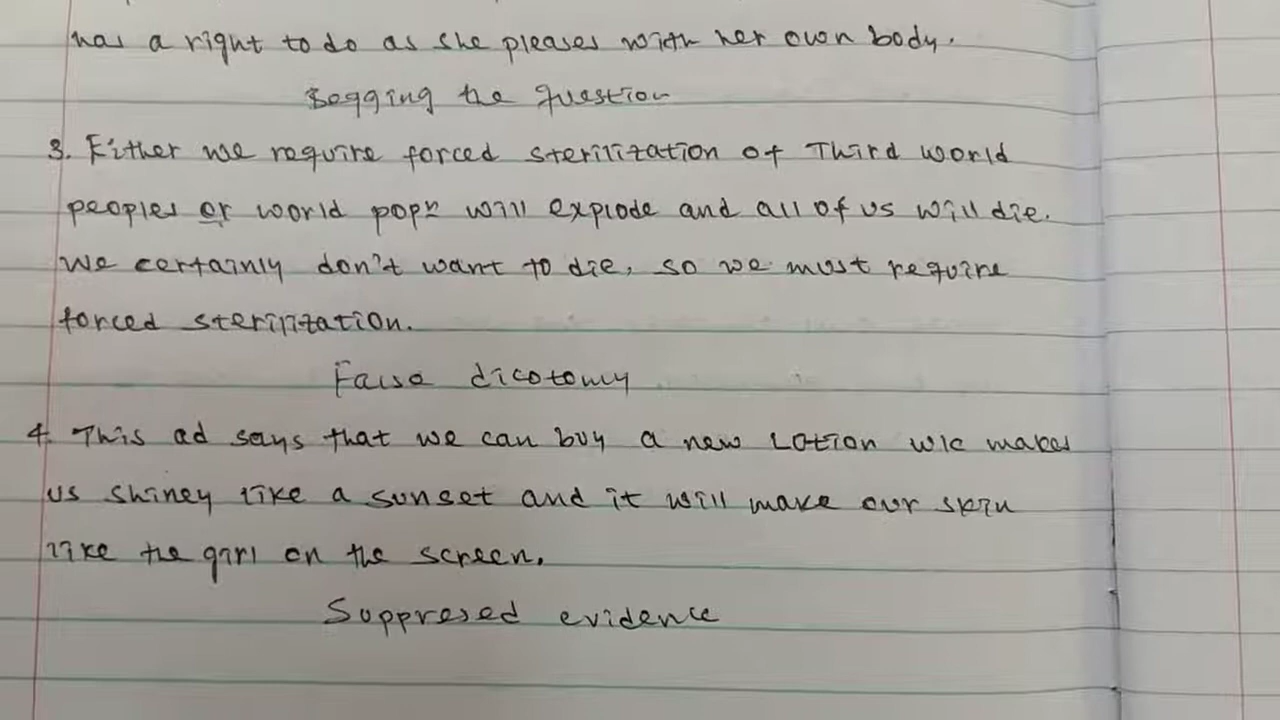 has a right to do as she pleases with her own body.
Begging the question
3. Either we require forced sterilization of Third world
peoples or world popn will explode and all of us will die.
We certainly don't want to die, so we must require
forced sterilization.
False dicotomy
4. This ad says that we can buy a new Lotion w/c makes
us shiney like a sunset and it will make our skin
like the girl on the screen.
Suppresed evidence